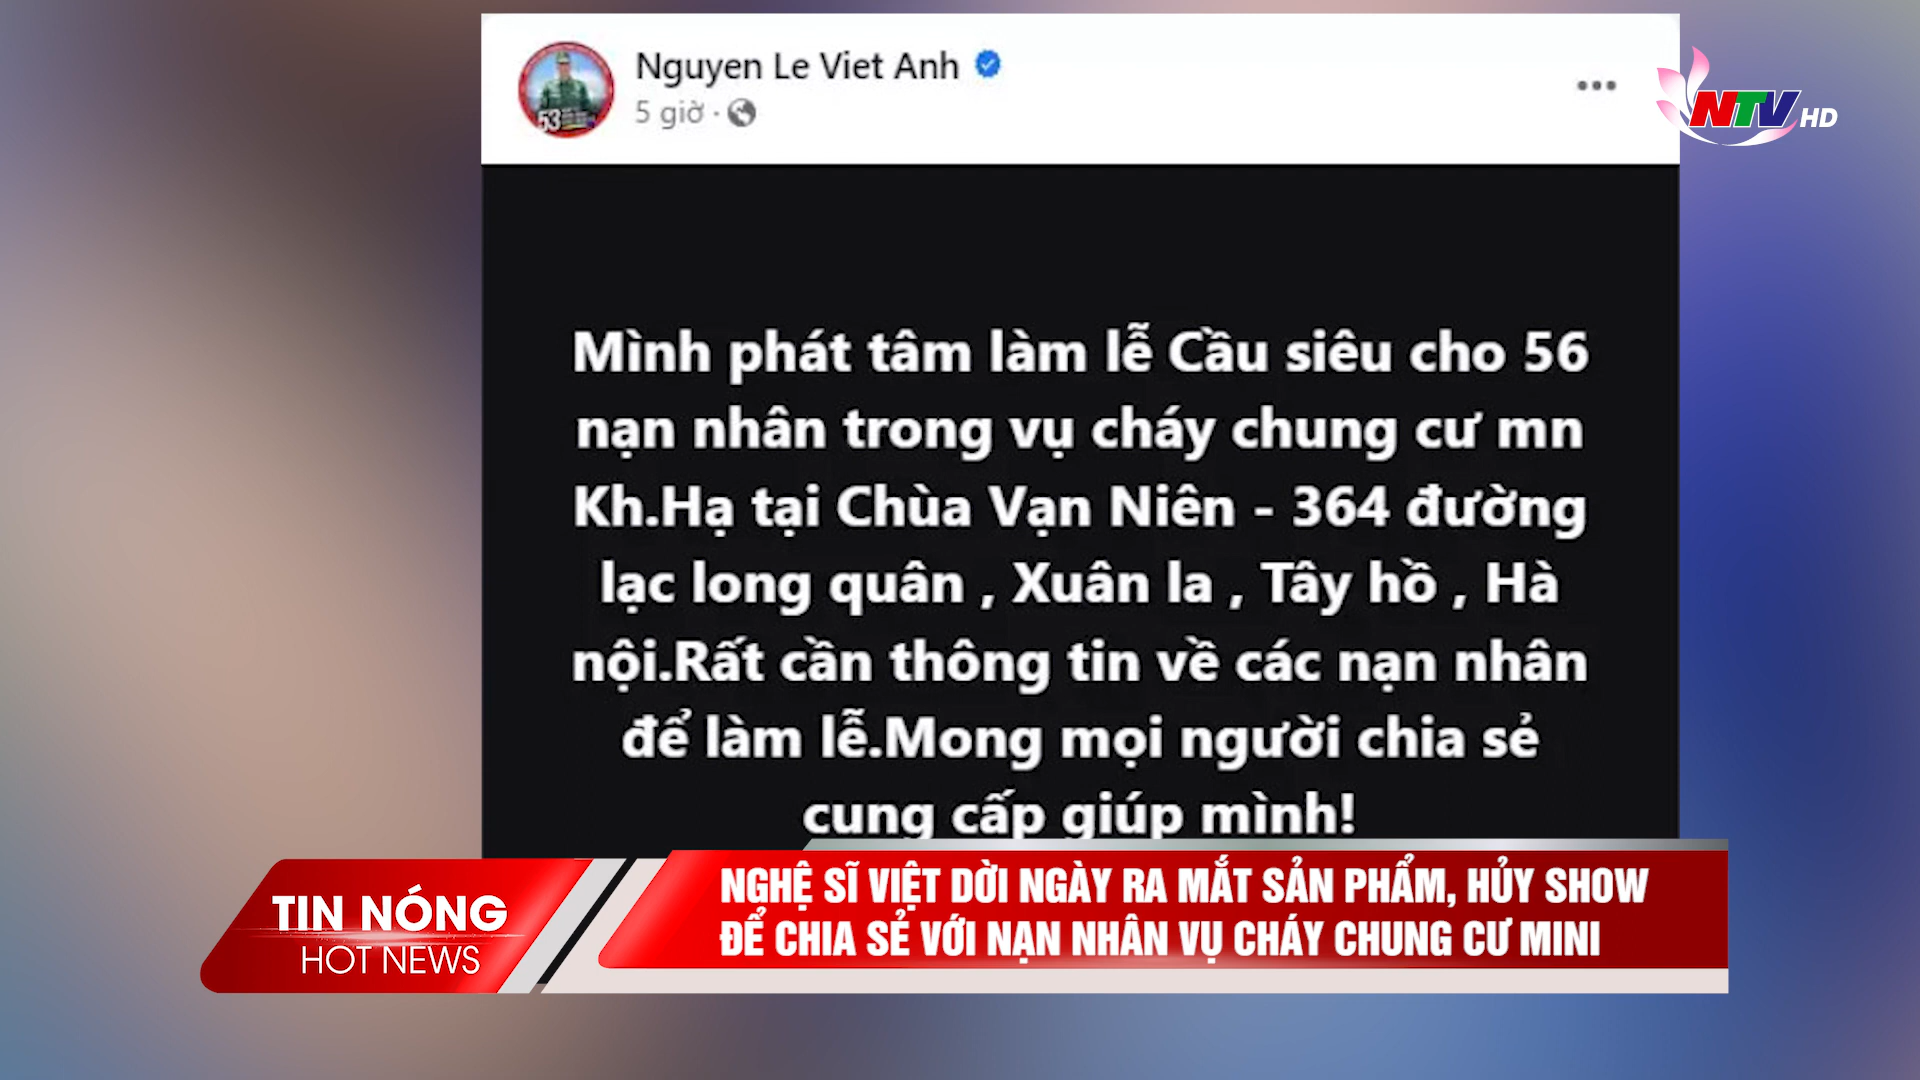 Nguyen Le Viet Anh
5 giờ ·
NTV HD
53
Mình phát tâm làm lễ Cầu siêu cho 56
nạn nhân trong vụ cháy chung cư mn
Kh.Hạ tại Chùa Vạn Niên - 364 đường
lạc long quân , Xuân la , Tây hồ , Hà
nội.Rất cần thông tin về các nạn nhân
để làm lễ.Mong mọi người chia sẻ
cung cấp giúp mình!
TIN NÓNG
HOT NEWS
NGHỆ SĨ VIỆT DỜI NGÀY RA MẮT SẢN PHẨM, HỦY SHOW
ĐỂ CHIA SẺ VỚI NẠN NHÂN VỤ CHÁY CHUNG CƯ MINI